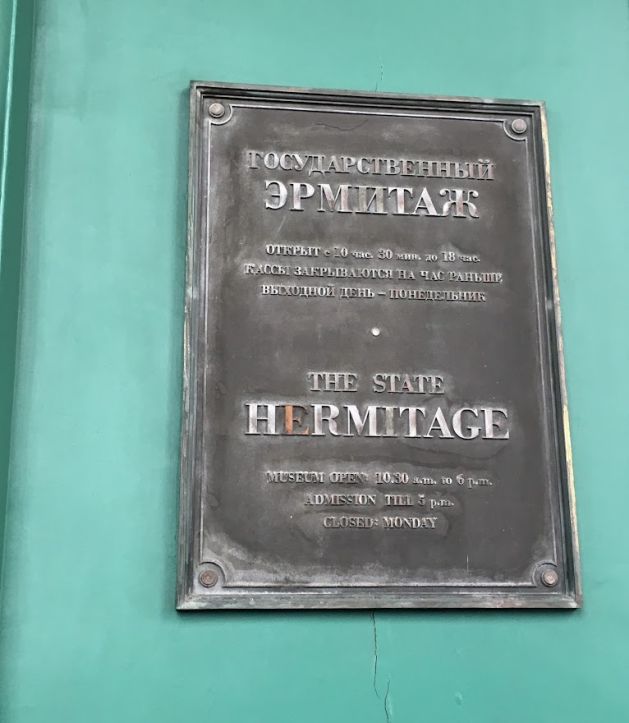 ГОСУДАРСТВЕННЫЙ
ЭРМИТАЖ
ОТКРЫТ с 10 час. 30 мин. до 18 час.
КАССЫ ЗАКРЫВАЮТСЯ НА ЧАС РАНЬШЕ
ВЫХОДНОЙ ДЕНЬ – ПОНЕДЕЛЬНИК
THE STATE
HERMITAGE
MUSEUM OPEN: 10.30 a.m. to 6 p.m.
ADMISSION TILL 5 p.m.
CLOSED: MONDAY